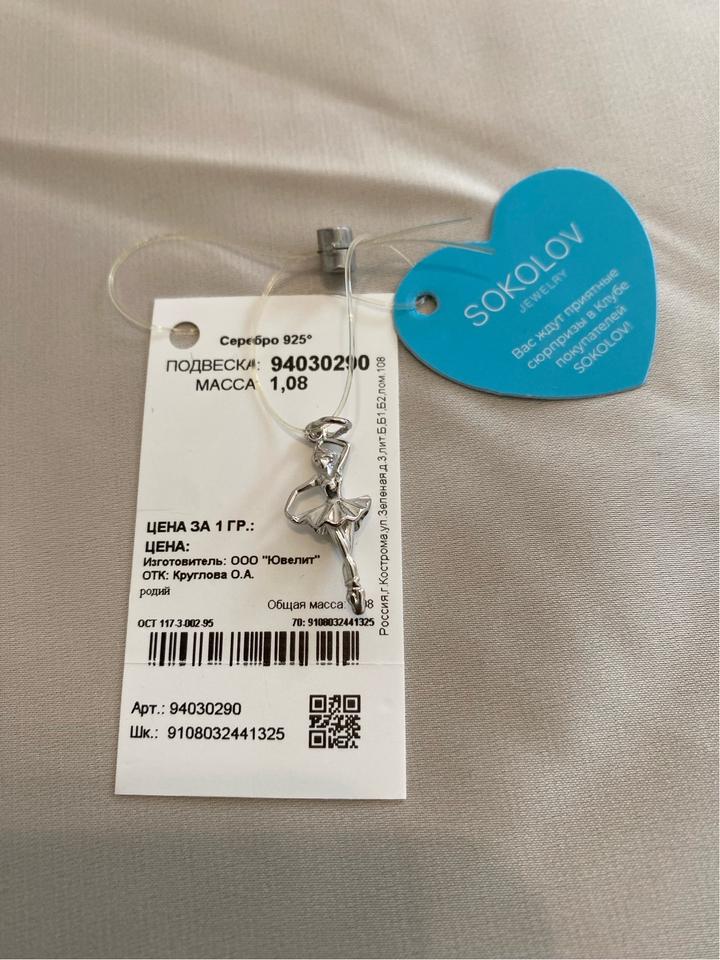 SOKOLOV
JEWELRY
Вас ждут приятные
сюрпризы в Клубе
покупателей
SOKOLOV!
Серебро 925°
ПОДВЕСКА: 94030290
МАССА: 1,08
ЦЕНА ЗА 1 ГР.:
ЦЕНА:
Изготовитель: ООО "Ювелит"
ОТК: Круглова О.А.
родий
Общая масса: 08
ОСТ 117-3-002-95 70: 9108032441325
Россия,г.Кострома,ул.Зеленая,д.3,лит.Б,Б1,Б2,пом.108
Арт.: 94030290
Шк.: 9108032441325